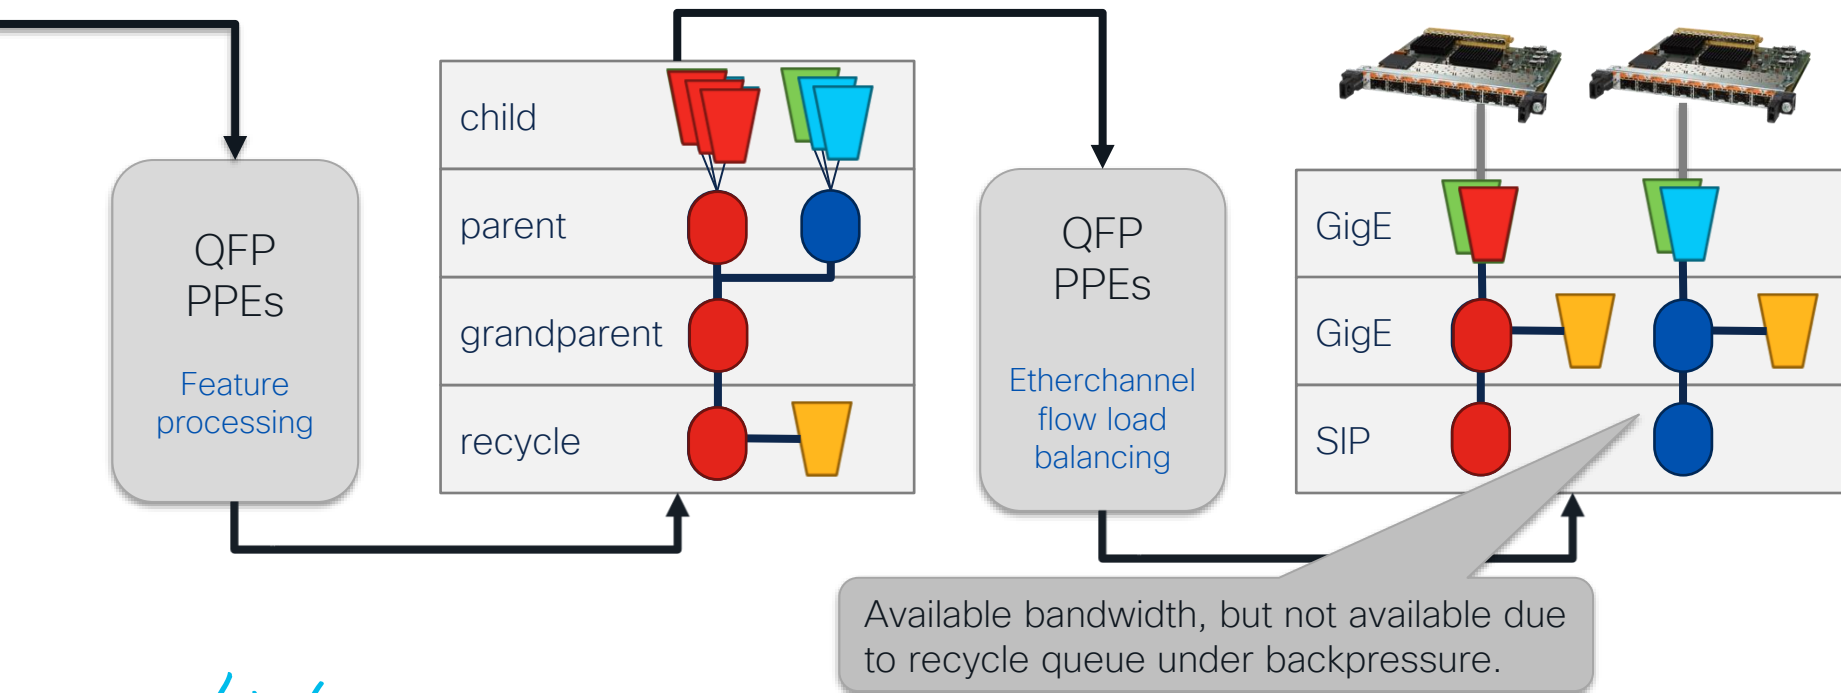 QFP
PPEs
Feature
processing
child
parent
grandparent
recycle
QFP
PPEs
Etherchannel
flow load
balancing
GigE
GigE
SIP
Available bandwidth, but not available due
to recycle queue under backpressure.